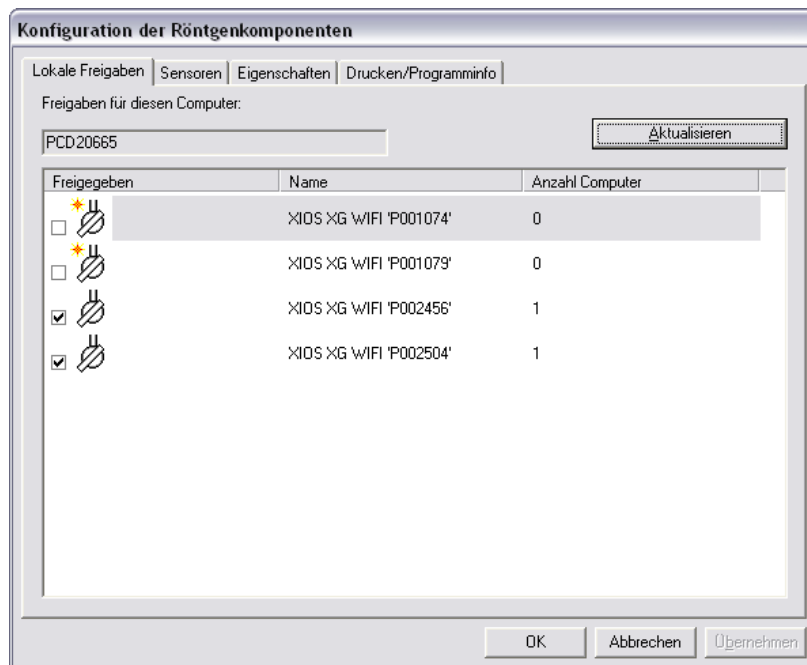 Konfiguration der Röntgenkomponenten
Lokale Freigaben Sensoren Eigenschaften Drucken/Programminfo
Freigaben für diesen Computer:
PCD20665 Aktualisieren
Freigegeben Name Anzahl Computer
XIOS XG WIFI 'P001074' 0
XIOS XG WIFI 'P001079' 0
XIOS XG WIFI 'P002456' 1
XIOS XG WIFI 'P002504' 1
OK Abbrechen Übernehmen